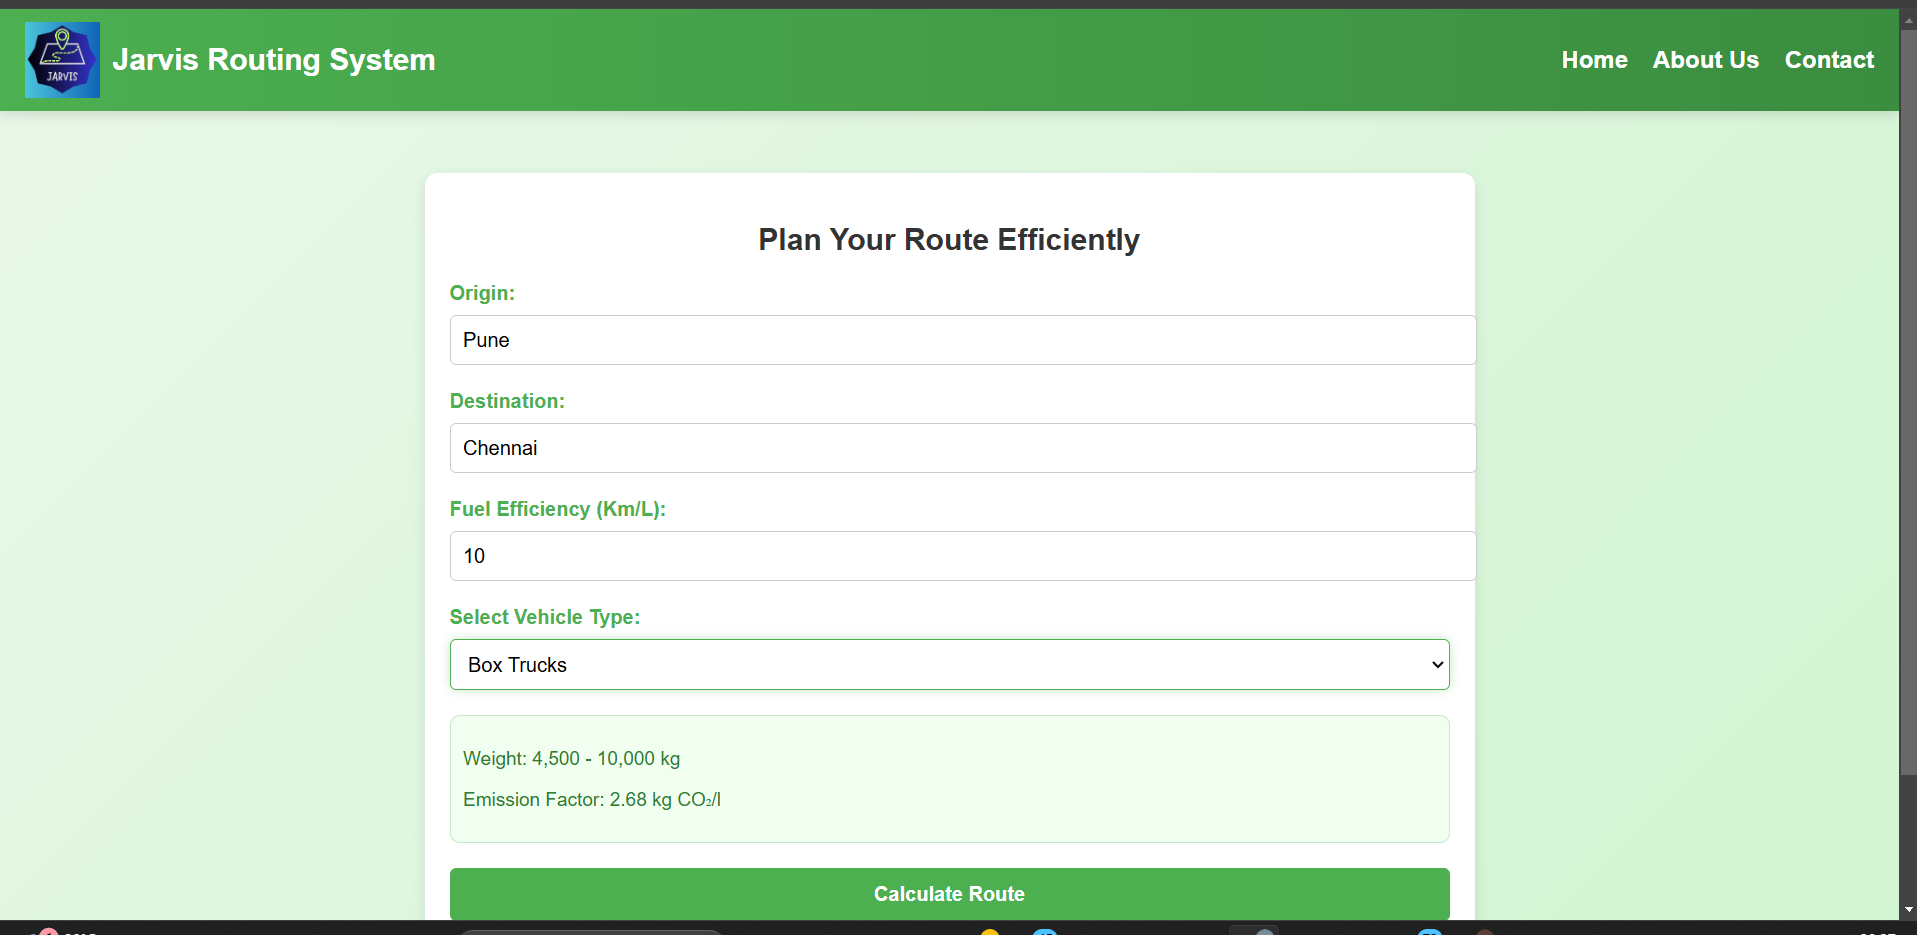 JARVIS
Jarvis Routing System
Home About Us Contact
Plan Your Route Efficiently
Origin:
Pune
Destination:
Chennai
Fuel Efficiency (Km/L):
10
Select Vehicle Type:
Box Trucks
Weight: 4,500 - 10,000 kg
Emission Factor: 2.68 kg CO₂/l
Calculate Route